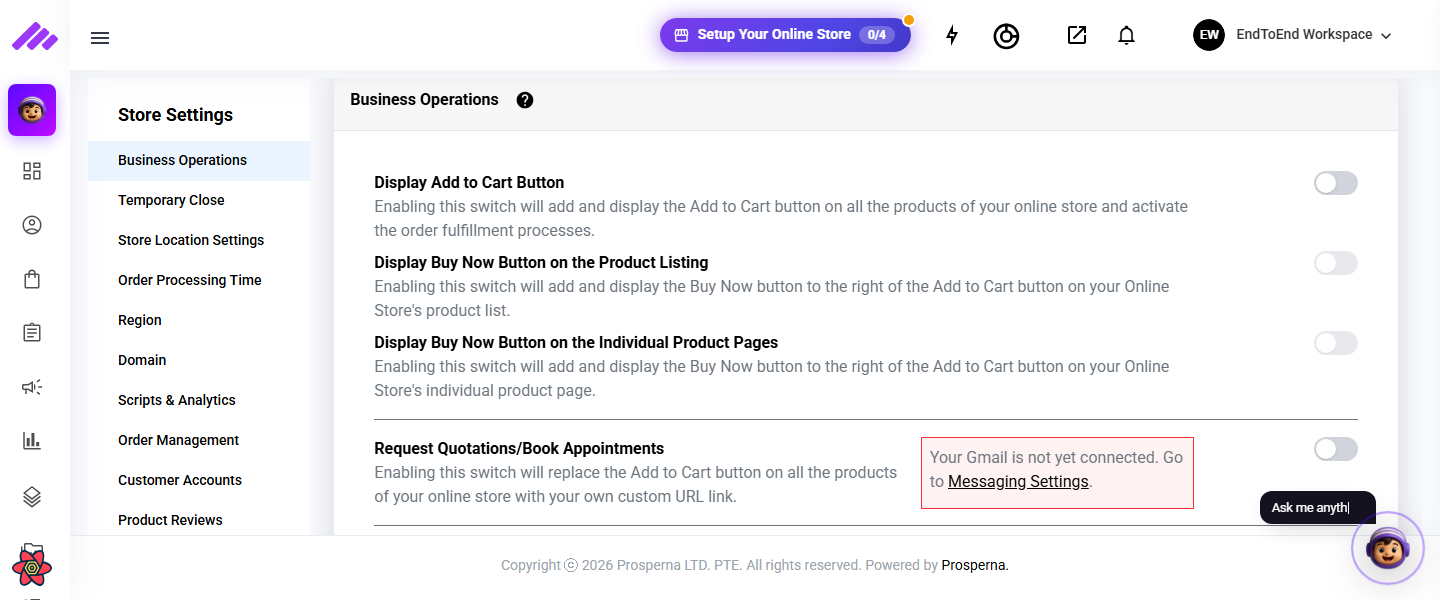 Setup Your Online Store 0/4
EW EndToEnd Workspace
Store Settings
Business Operations
Temporary Close
Store Location Settings
Order Processing Time
Region
Domain
Scripts & Analytics
Order Management
Customer Accounts
Product Reviews
Business Operations
Display Add to Cart Button
Enabling this switch will add and display the Add to Cart button on all the products of your online store and activate
the order fulfillment processes.
Display Buy Now Button on the Product Listing
Enabling this switch will add and display the Buy Now button to the right of the Add to Cart button on your Online
Store's product list.
Display Buy Now Button on the Individual Product Pages
Enabling this switch will add and display the Buy Now button to the right of the Add to Cart button on your Online
Store's individual product page.
Request Quotations/Book Appointments
Enabling this switch will replace the Add to Cart button on all the products
of your online store with your own custom URL link.
Your Gmail is not yet connected. Go
to Messaging Settings.
Ask me anyth
Copyright © 2026 Prosperna LTD. PTE. All rights reserved. Powered by Prosperna.